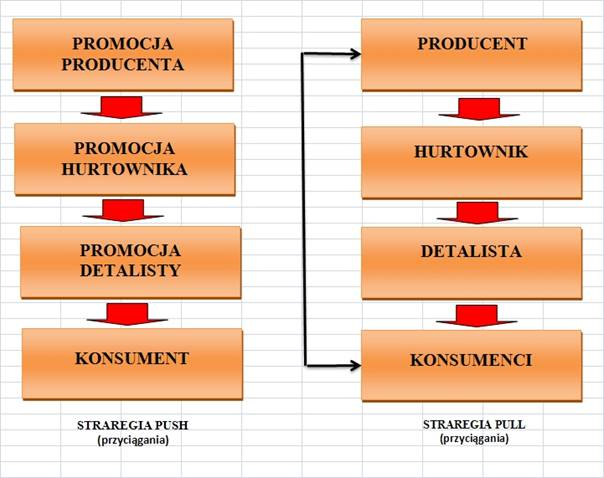 PROMOCJA
PRODUCENTA
PROMOCJA
HURTOWNIKA
PROMOCJA
DETALISTY
KONSUMENT
STRAREGIA PUSH
(przyciągania)
PRODUCENT
HURTOWNIK
DETALISTA
KONSUMENCI
STRAREGIA PULL
(przyciągania)